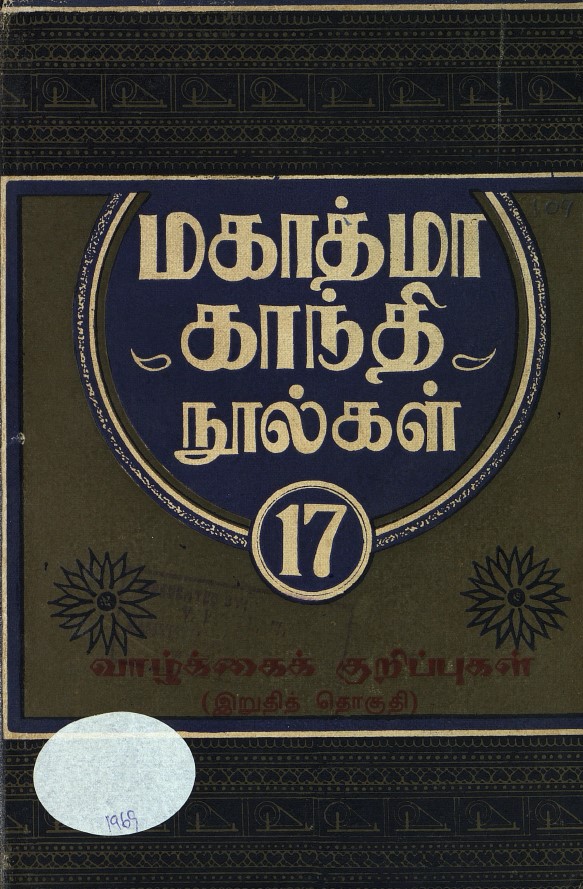 மகாத்மா
காந்தி
நூல்கள்
17
வாழ்க்கைக் குறிப்புகள்
(இறுதித் தொகுதி)
1969